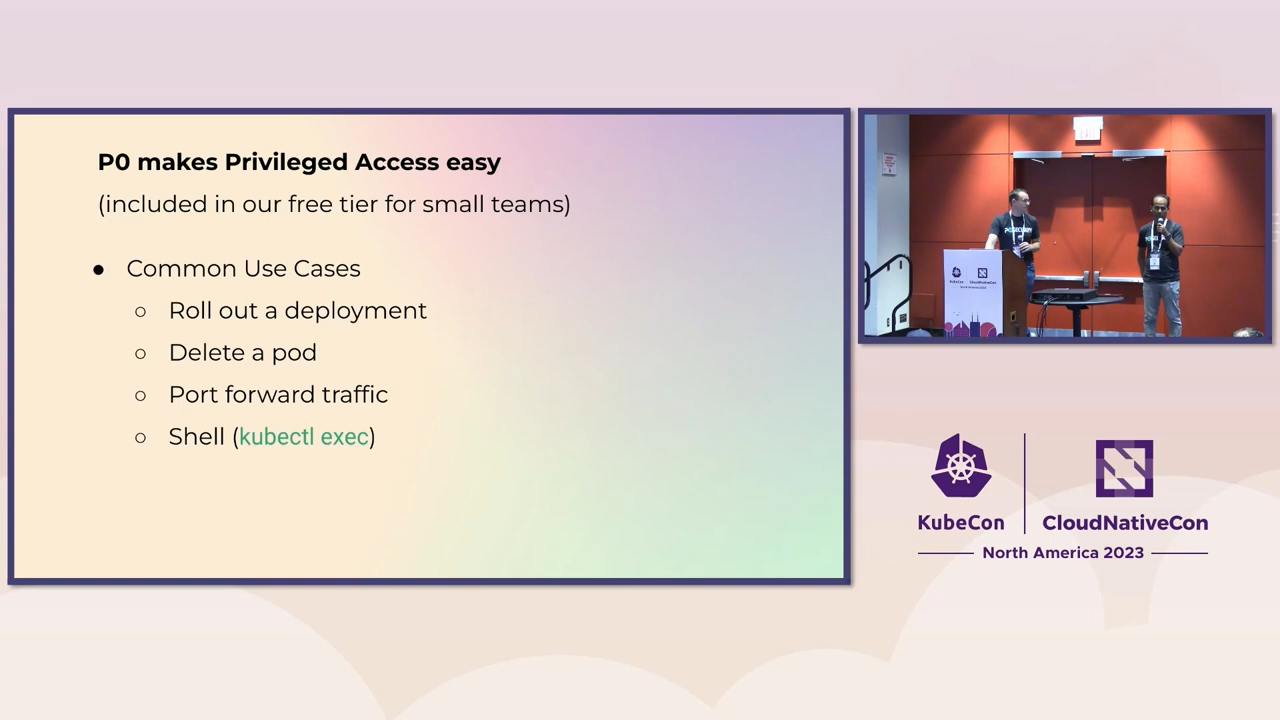 P0 makes Privileged Access easy
(included in our free tier for small teams)
● Common Use Cases
○ Roll out a deployment
○ Delete a pod
○ Port forward traffic
○ Shell (kubectl exec)
KubeCon
CloudNativeCon
North America 2023